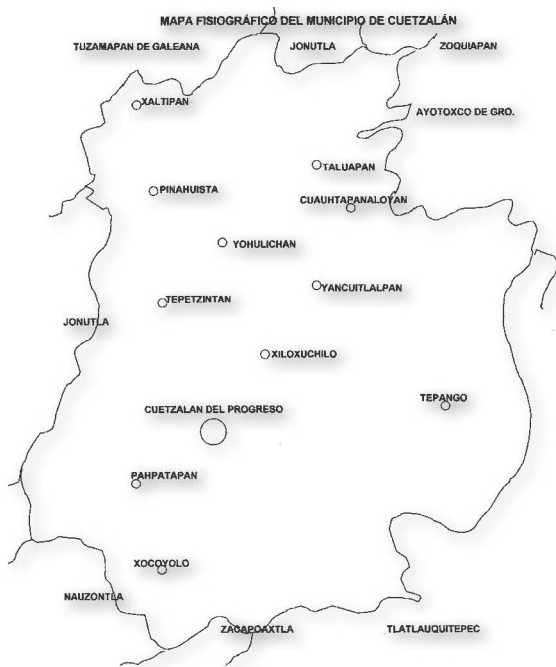 MAPA FISIOGRÁFICO DEL MUNICIPIO DE CUETZALÁN
TUZAMAPAN DE GALEANA
JONUTLA
ZOQUIAPAN
XALTIPAN
AYOTOXCO DE GRO.
TALUAPAN
PINAHUISTA
CUAUHTAPANALOYAN
YOHULICHAN
YANCUITLALPAN
TEPETZINTAN
JONUTLA
XILOXUCHILO
TEPANGO
CUETZALAN DEL PROGRESO
PAHPATAPAN
XOCOYOLO
NAUZONTLA
ZACAPOAXTLA
TLATLAUQUITEPEC